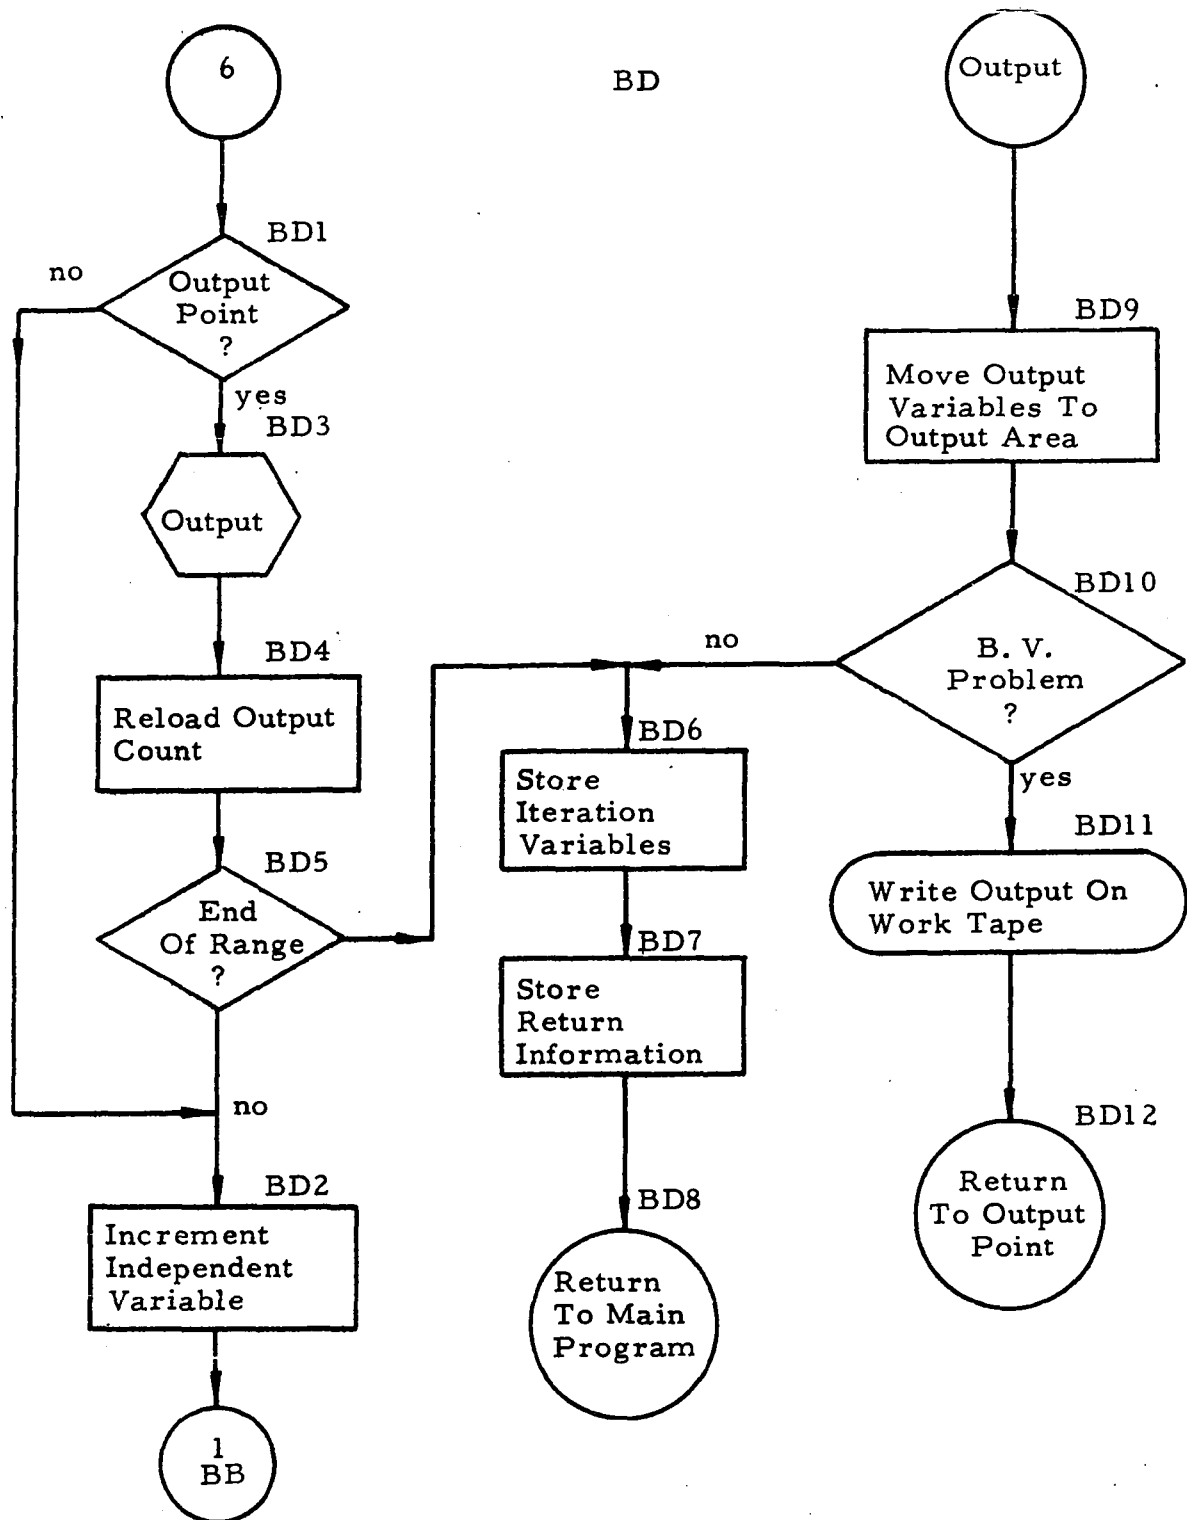 BD
6
BD1
Output
Point
?
no
yes
BD3
Output
BD4
Reload Output
Count
BD5
End
Of Range
?
no
BD2
Increment
Independent
Variable
1
BB
BD6
Store
Iteration
Variables
BD7
Store
Return
Information
BD8
Return
To Main
Program
Output
BD9
Move Output
Variables To
Output Area
BD10
B. V.
Problem
?
no
yes
BD11
Write Output On
Work Tape
BD12
Return
To Output
Point